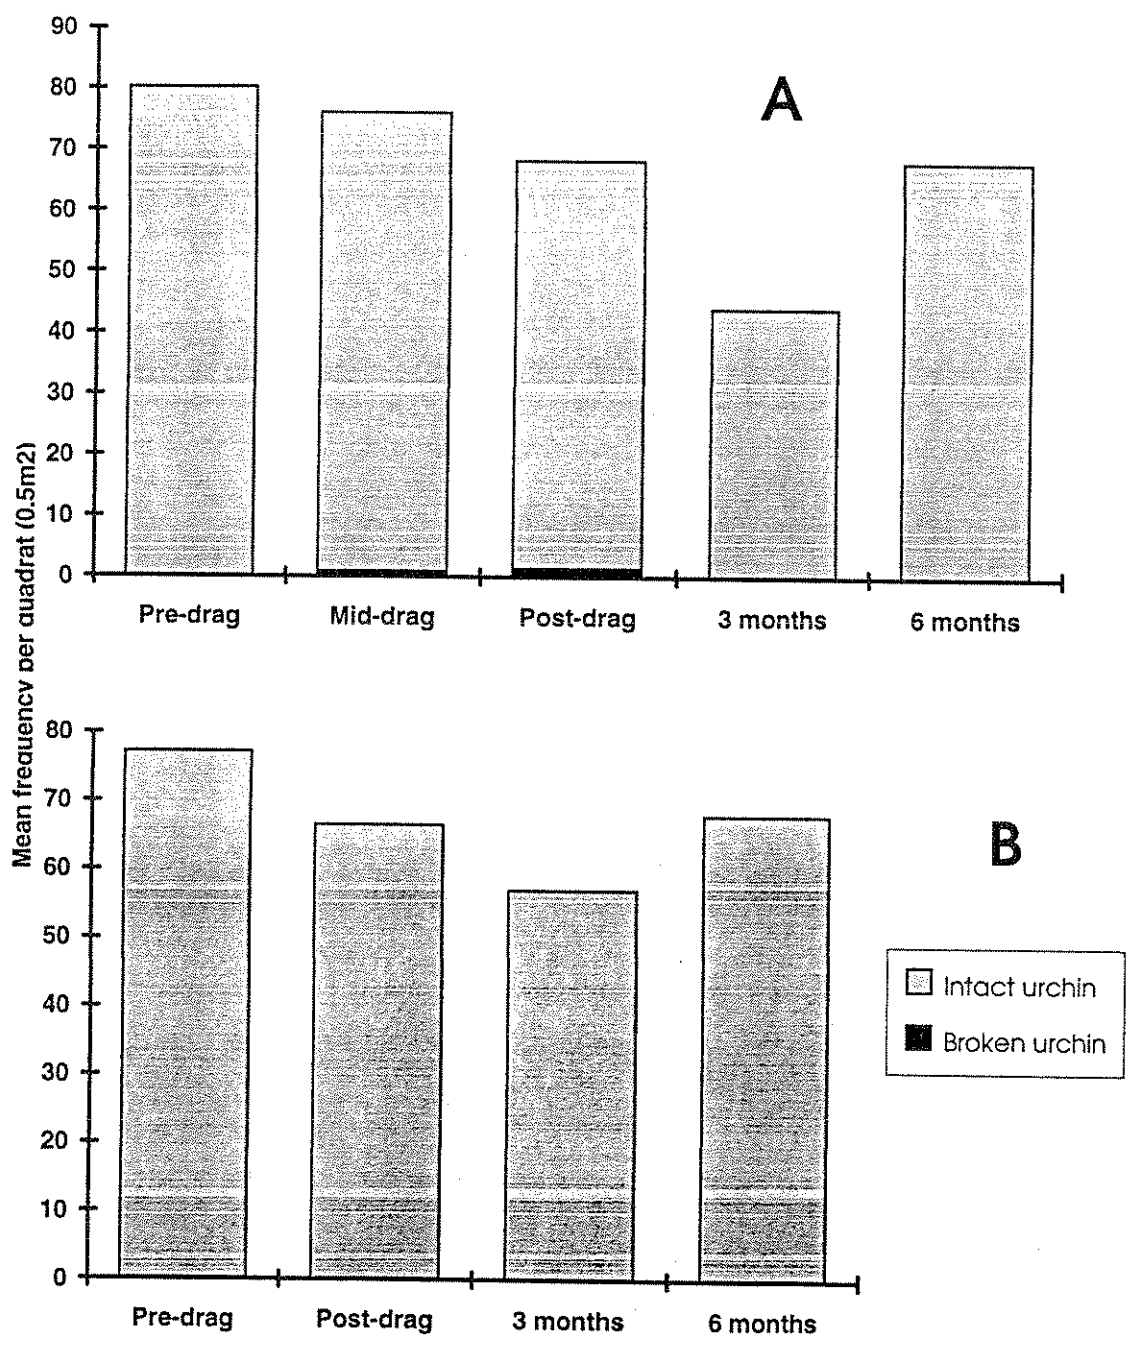 90
80
70
60
50
40
30
20
10
0
A
Pre-drag
Mid-drag
Post-drag
3 months
6 months
Mean frequency per quadrat (0.5m2)
80
70
60
50
40
30
20
10
0
B
Intact urchin
Broken urchin
Pre-drag
Post-drag
3 months
6 months